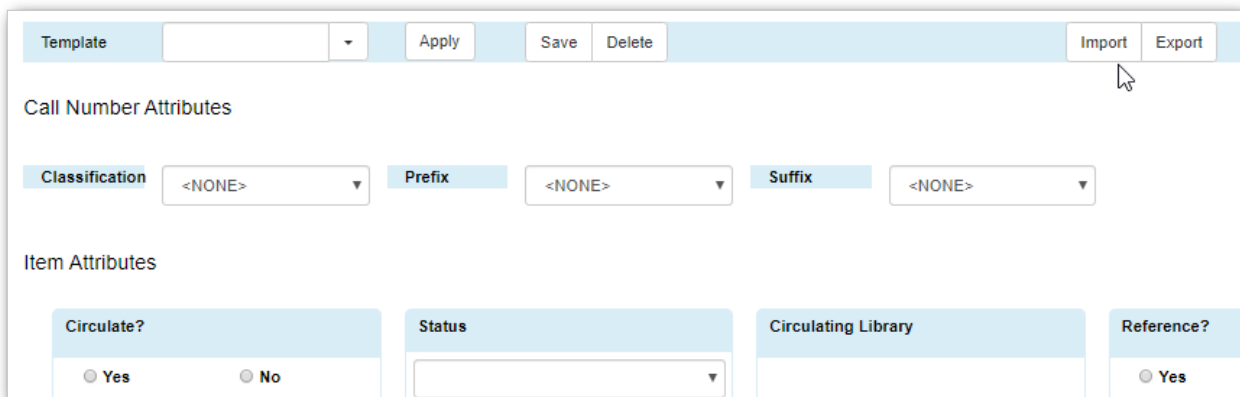 Template Apply Save Delete Import Export
Call Number Attributes
Classification <NONE> Prefix <NONE> Suffix <NONE>
Item Attributes
Circulate? Status Circulating Library Reference?
Yes No Yes